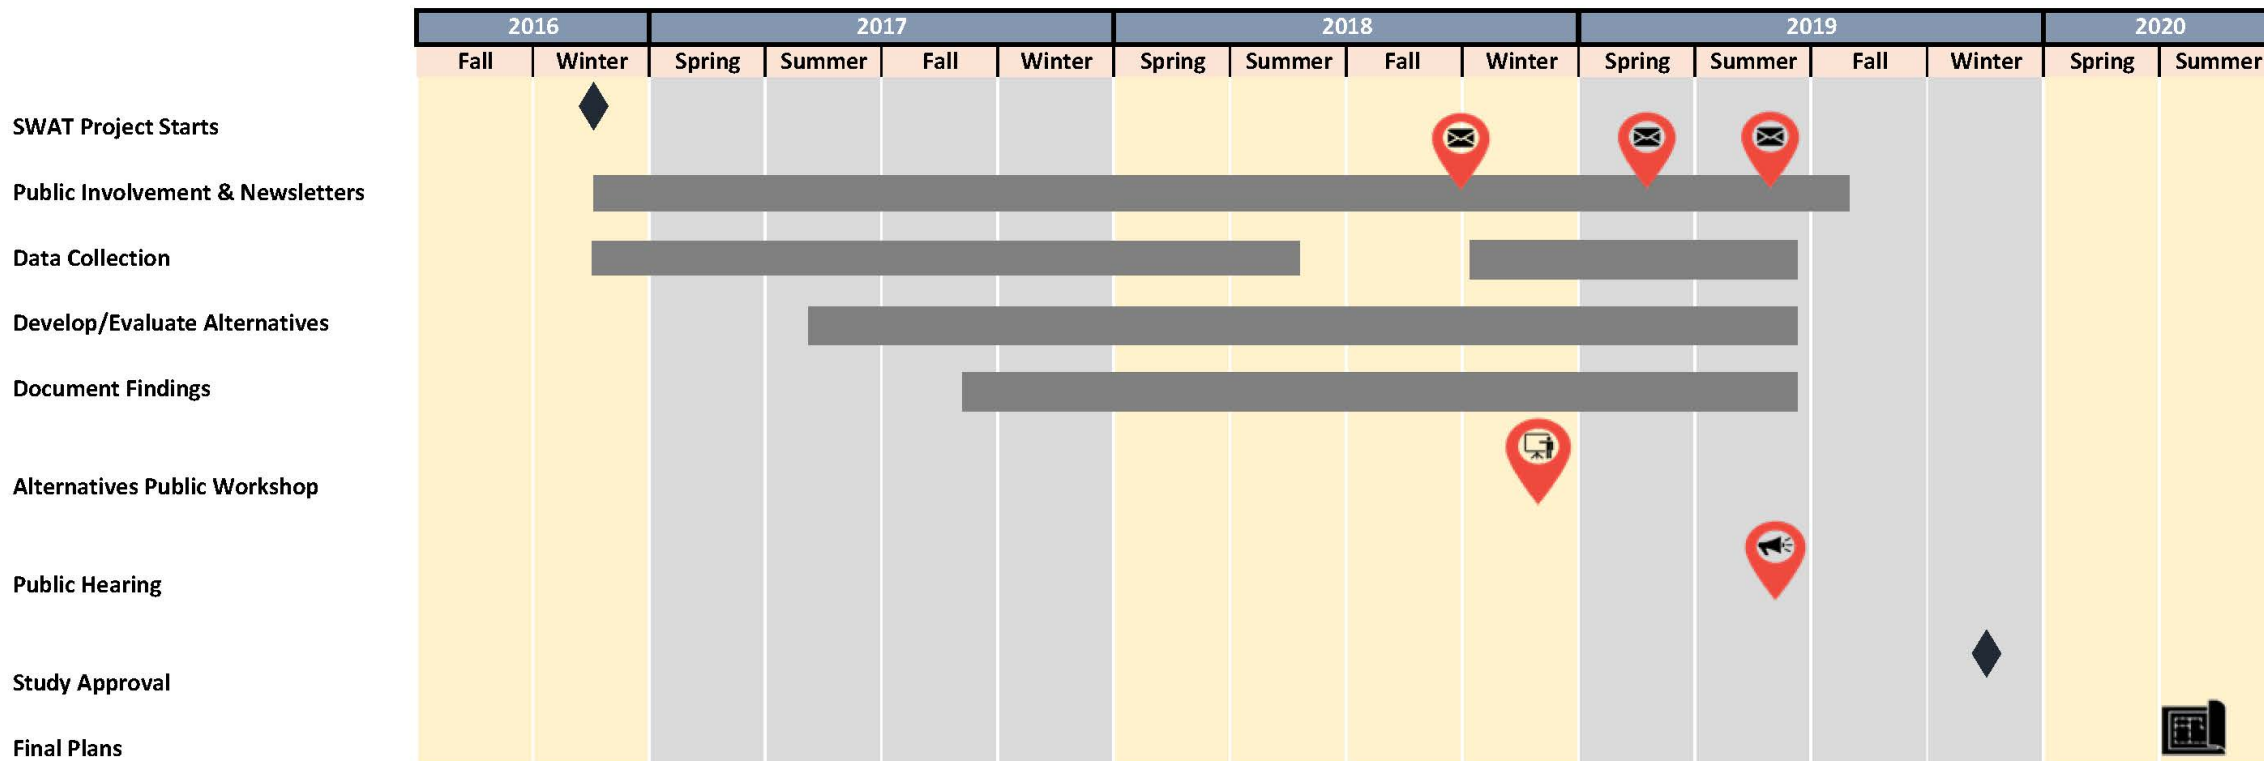 2016 2017 2018 2019 2020
Fall Winter Spring Summer Fall Winter Spring Summer Fall Winter Spring Summer Fall Winter Spring Summer
SWAT Project Starts
Public Involvement & Newsletters
Data Collection
Develop/Evaluate Alternatives
Document Findings
Alternatives Public Workshop
Public Hearing
Study Approval
Final Plans